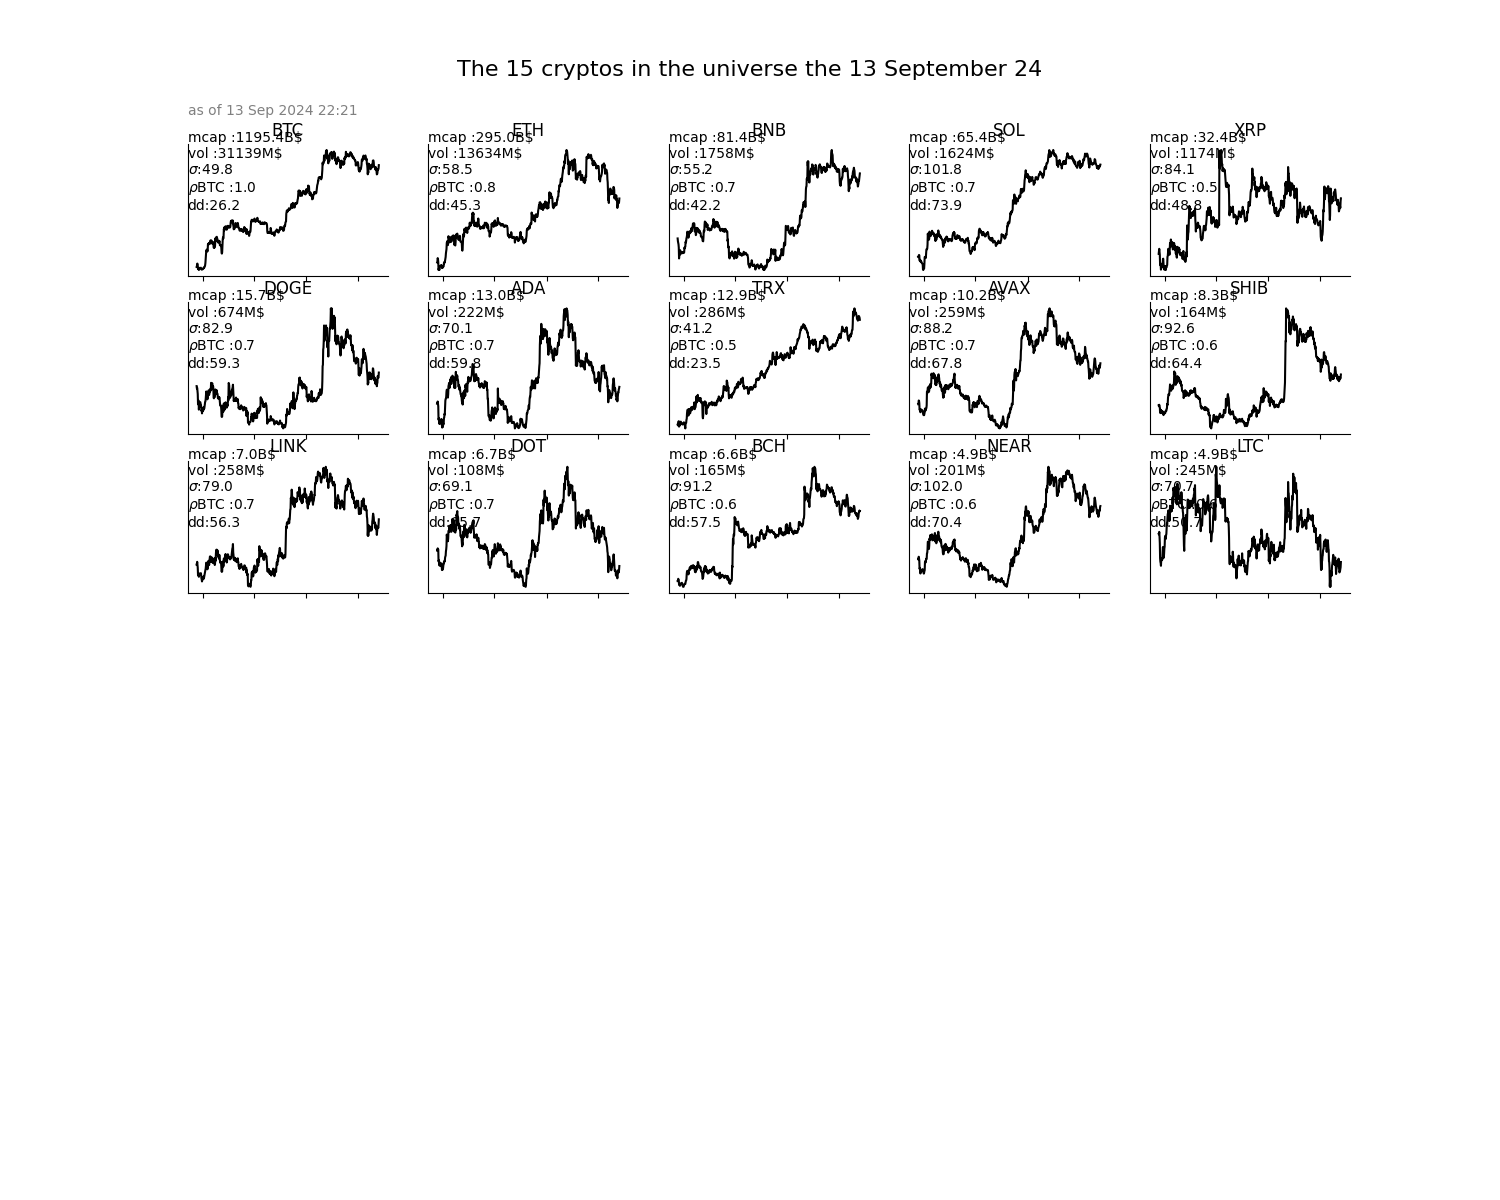 The 15 cryptos in the universe the 13 September 24
as of 13 Sep 2024 22:21
BTC
mcap :1195.4B$
vol :31139M$
σ:49.8
ρBTC :1.0
dd:26.2
ETH
mcap :295.0B$
vol :13634M$
σ:58.5
ρBTC :0.8
dd:45.3
BNB
mcap :81.4B$
vol :1758M$
σ:55.2
ρBTC :0.7
dd:42.2
SOL
mcap :65.4B$
vol :1624M$
σ:101.8
ρBTC :0.7
dd:73.9
XRP
mcap :32.4B$
vol :1174M$
σ:84.1
ρBTC :0.5
dd:48.8
DOGE
mcap :15.7B$
vol :674M$
σ:82.9
ρBTC :0.7
dd:59.3
ADA
mcap :13.0B$
vol :222M$
σ:70.1
ρBTC :0.7
dd:59.8
TRX
mcap :12.9B$
vol :286M$
σ:41.2
ρBTC :0.5
dd:23.5
AVAX
mcap :10.2B$
vol :259M$
σ:88.2
ρBTC :0.7
dd:67.8
SHIB
mcap :8.3B$
vol :164M$
σ:92.6
ρBTC :0.6
dd:64.4
LINK
mcap :7.0B$
vol :258M$
σ:79.0
ρBTC :0.7
dd:56.3
DOT
mcap :6.7B$
vol :108M$
σ:69.1
ρBTC :0.7
BCH
mcap :6.6B$
vol :165M$
σ:91.2
ρBTC :0.6
dd:57.5
NEAR
mcap :4.9B$
vol :201M$
σ:102.0
ρBTC :0.6
dd:70.4
LTC
mcap :4.9B$
vol :245M$